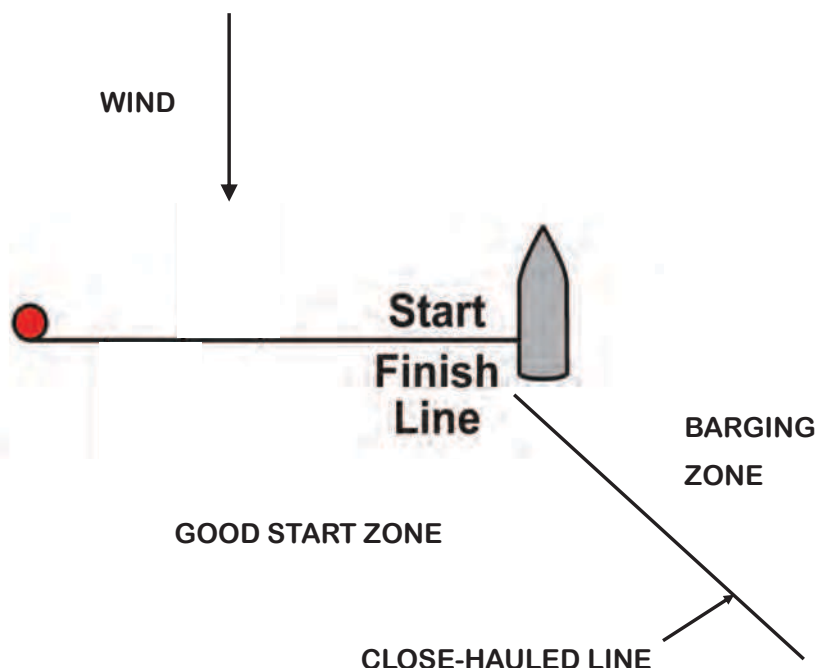 WIND
Start
Finish
Line
BARGING
ZONE
GOOD START ZONE
CLOSE-HAULED LINE